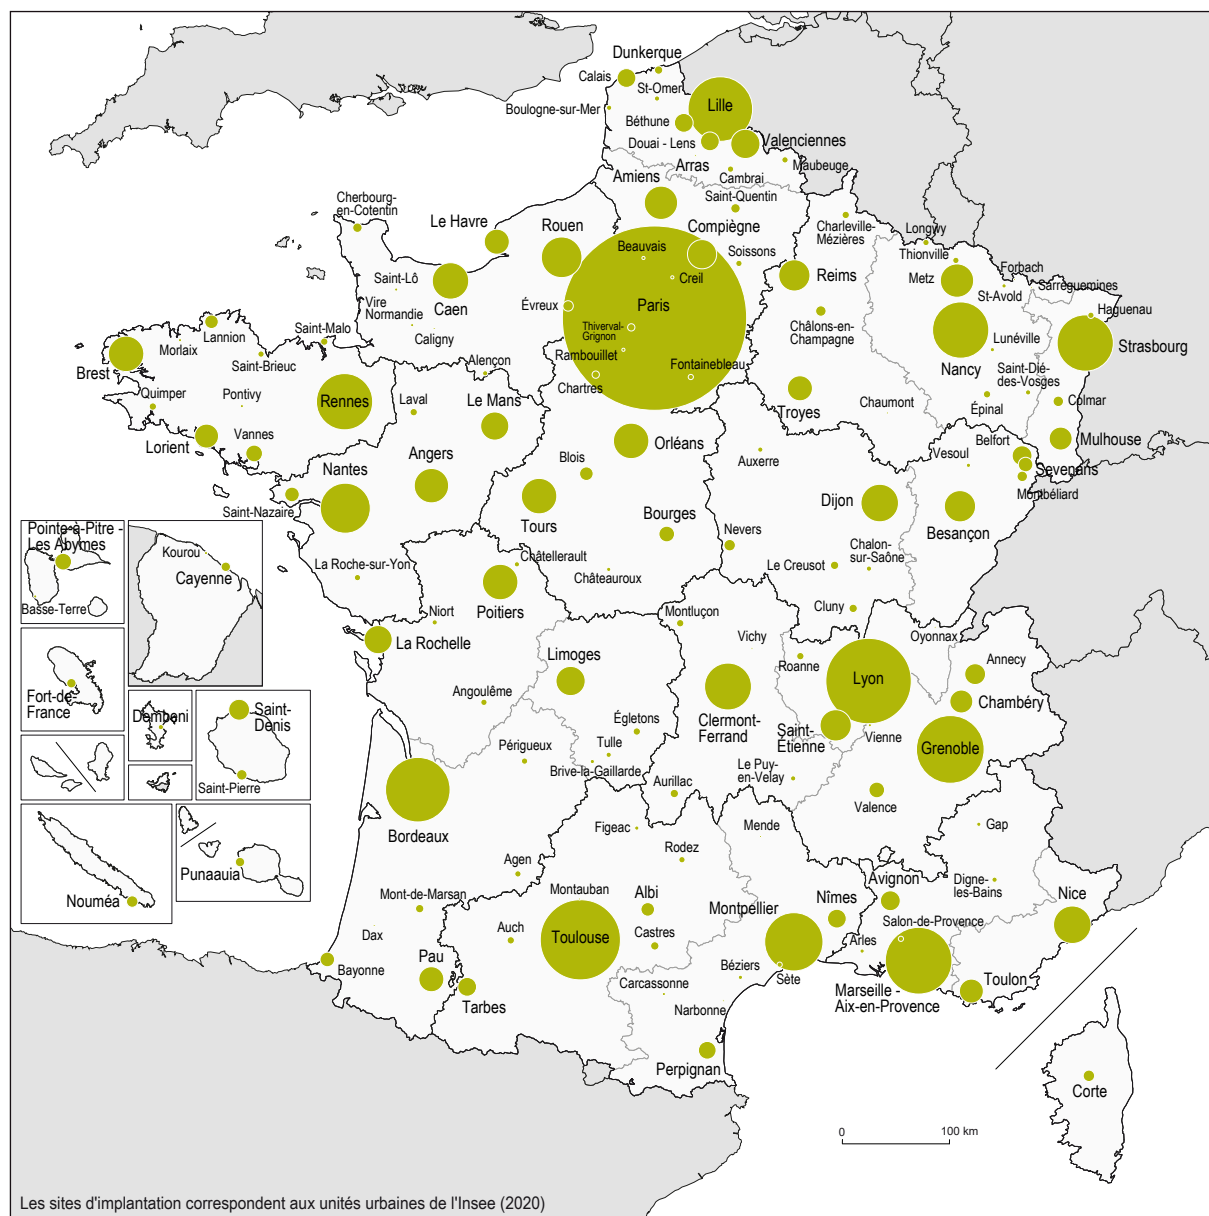 Dunkerque
Calais
St-Omer
Boulogne-sur-Mer
Lille
Béthune
Douai - Lens
Valenciennes
Arras
Maubeuge
Cambrai
Amiens
Saint-Quentin
Cherbourg-
en-Cotentin
Le Havre
Rouen
Compiègne
Charleville-
Mézières
Longwy
Beauvais
Soissons
Thionville
Forbach
Metz
Reims
Creil
Saint-Lô
St-Avold
Sarreguemines
Caen
Évreux
Paris
Haguenau
Vire
Normandie
Châlons-en-
Champagne
Thiverval-
Grignon
Caligny
Lannion
Saint-Malo
Lunéville
Strasbourg
Morlaix
Rambouillet
Alençon
Saint-Brieuc
Fontainebleau
Nancy
Saint-Dié-
des-Vosges
Brest
Chartres
Quimper
Pontivy
Rennes
Laval
Le Mans
Troyes
Chaumont
Épinal
Colmar
Lorient
Vannes
Orléans
Belfort
Mulhouse
Auxerre
Vesoul
Nantes
Angers
Blois
Sevenans
Montbéliard
Saint-Nazaire
Tours
Dijon
Besançon
Bourges
Pointe-à-Pitre -
Les Abymes
Nevers
Kourou
Cayenne
La Roche-sur-Yon
Châtellerault
Châteauroux
Le Creusot
Chalon-
sur-Saône
Basse-Terre
Poitiers
Cluny
Niort
Montluçon
La Rochelle
Vichy
Oyonnax
Limoges
Roanne
Annecy
Lyon
Fort-de-
France
Dembani
Saint-
Denis
Angoulême
Clermont-
Ferrand
Chambéry
Égletons
Saint-
Étienne
Vienne
Grenoble
Périgueux
Tulle
Brive-la-Gaillarde
Le Puy-
en-Velay
Saint-Pierre
Aurillac
Valence
Bordeaux
Figeac
Mende
Gap
Rodez
Punaauia
Agen
Avignon
Digne-
les-Bains
Nouméa
Mont-de-Marsan
Montauban
Albi
Montpellier
Nîmes
Nice
Salon-de-Provence
Dax
Auch
Toulouse
Castres
Arles
Bayonne
Pau
Béziers
Sète
Toulon
Tarbes
Carcassonne
Marseille -
Aix-en-Provence
Narbonne
Perpignan
Corte
0
100 km
Les sites d'implantation correspondent aux unités urbaines de l'Insee (2020)